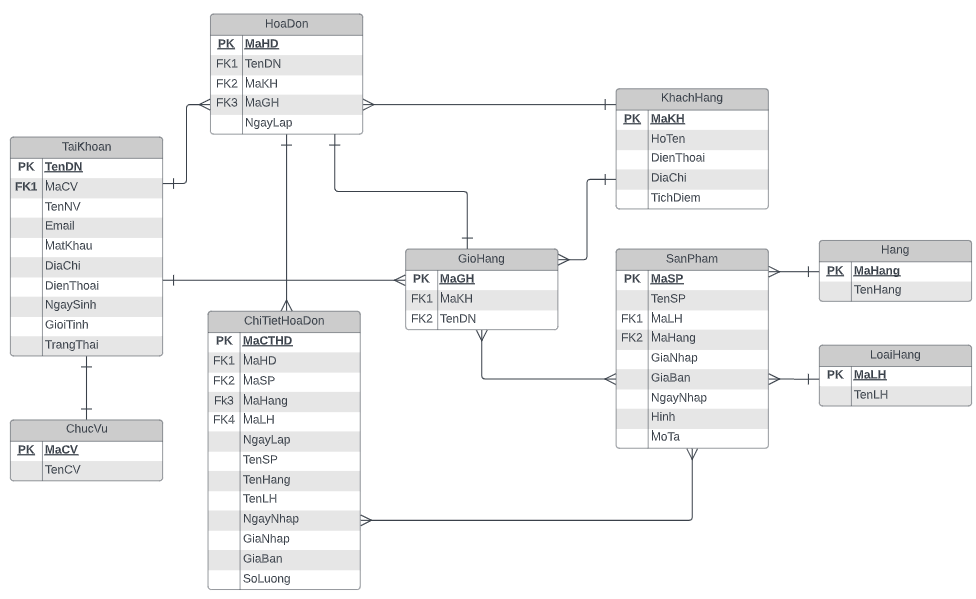 HoaDon
PK MaHD
FK1 TenDN
FK2 MaKH
FK3 MaGH
NgayLap
KhachHang
PK MaKH
HoTen
DienThoai
DiaChi
TichDiem
TaiKhoan
PK TenDN
FK1 MaCV
TenNV
Email
MatKhau
DiaChi
DienThoai
NgaySinh
GioiTinh
TrangThai
GioHang
PK MaGH
FK1 MaKH
FK2 TenDN
SanPham
PK MaSP
TenSP
FK1 MaLH
FK2 MaHang
GiaNhap
GiaBan
NgayNhap
Hinh
MoTa
Hang
PK MaHang
TenHang
LoaiHang
PK MaLH
TenLH
ChiTietHoaDon
PK MaCTHD
FK1 MaHD
FK2 MaSP
Fk3 MaHang
FK4 MaLH
NgayLap
TenSP
TenHang
TenLH
NgayNhap
GiaNhap
GiaBan
SoLuong
ChucVu
PK MaCV
TenCV